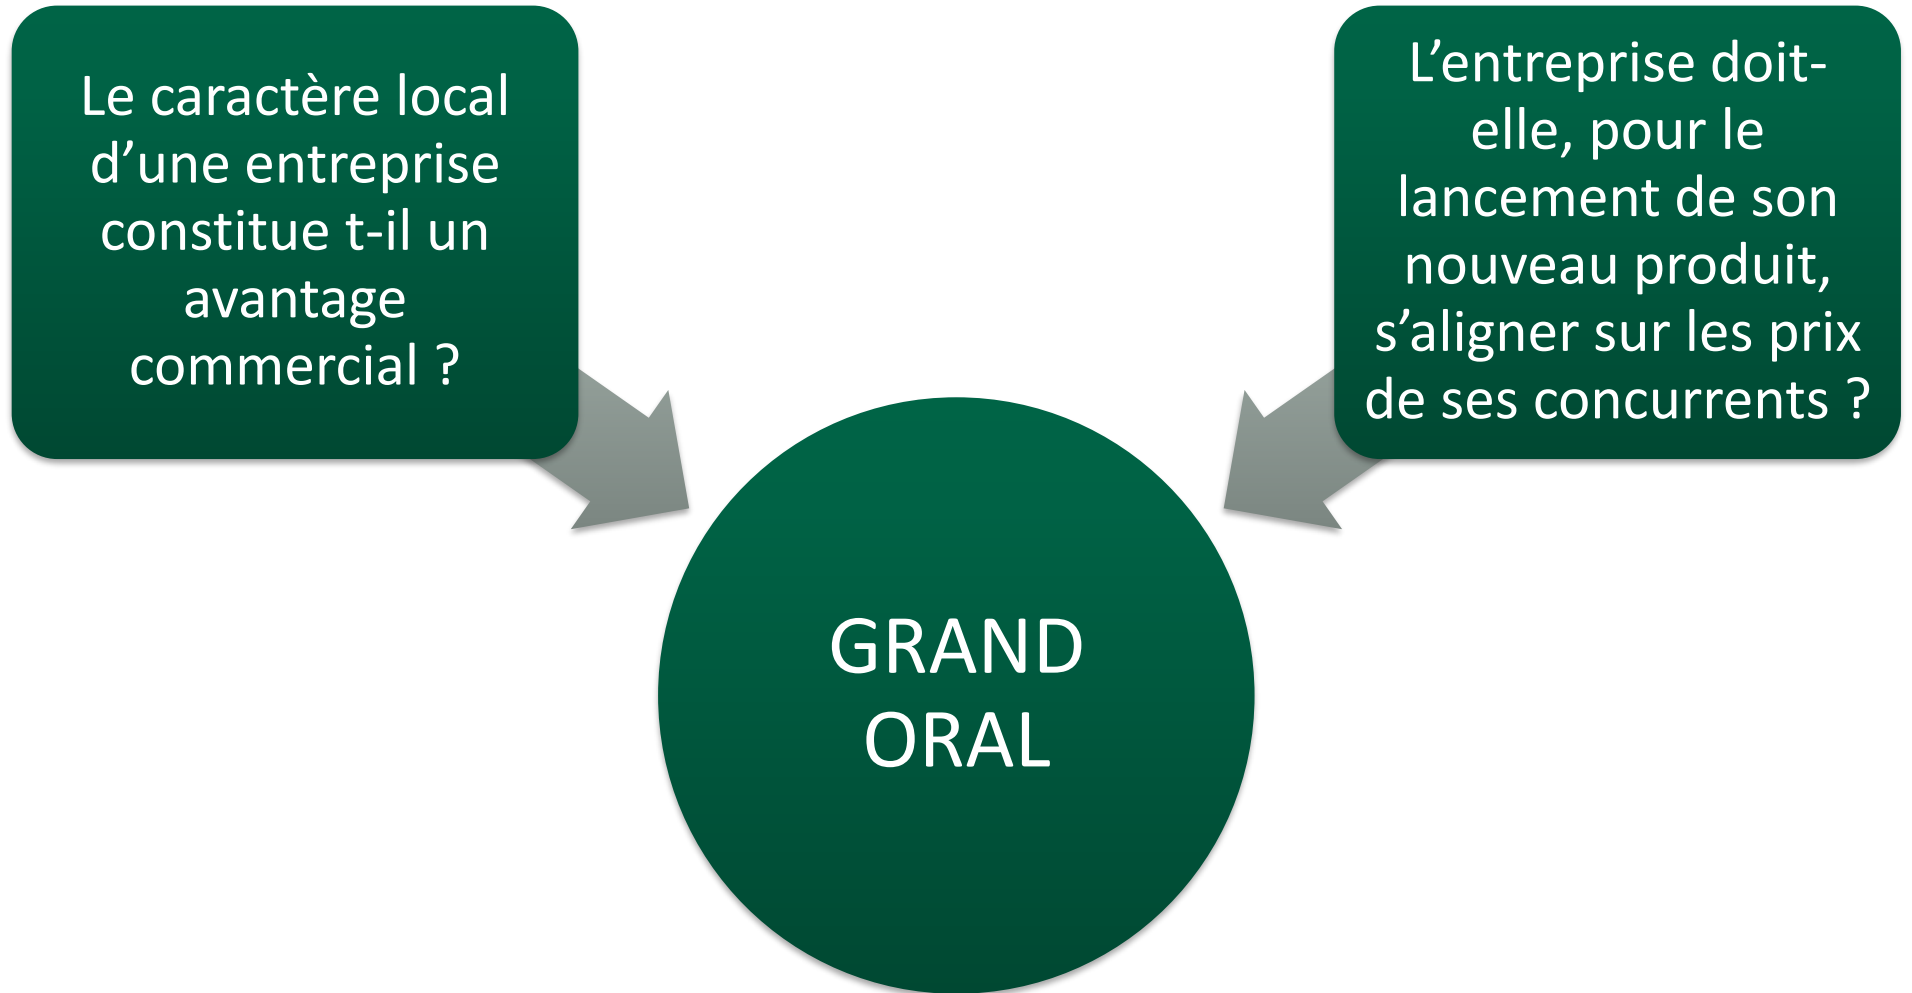 Le caractère local
d’une entreprise
constitue t-il un
avantage
commercial ?
L’entreprise doit-
elle, pour le
lancement de son
nouveau produit,
s’aligner sur les prix
de ses concurrents ?
GRAND
ORAL